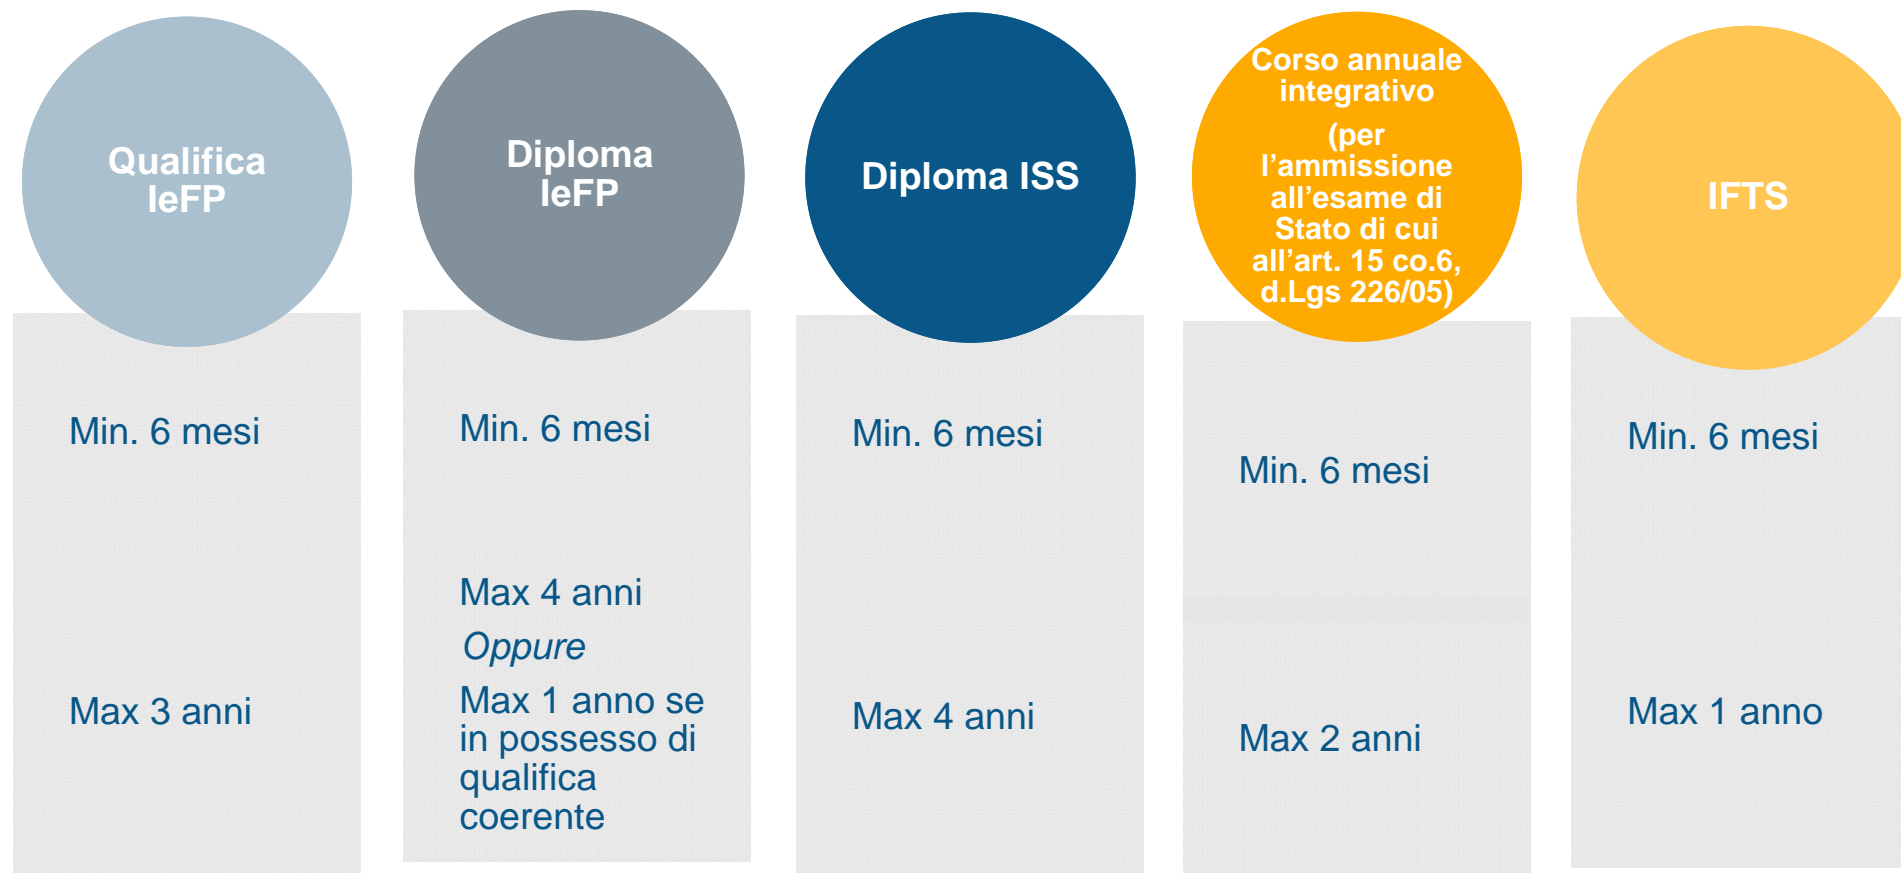 Qualifica
IeFP
Min. 6 mesi
Max 3 anni
Diploma
IeFP
Min. 6 mesi
Max 4 anni
Oppure
Max 1 anno se
in possesso di
qualifica
coerente
Diploma ISS
Min. 6 mesi
Max 4 anni
Corso annuale
integrativo
(per
l’ammissione
all’esame di
Stato di cui
all’art. 15 co.6,
d.Lgs 226/05)
Min. 6 mesi
Max 2 anni
IFTS
Min. 6 mesi
Max 1 anno